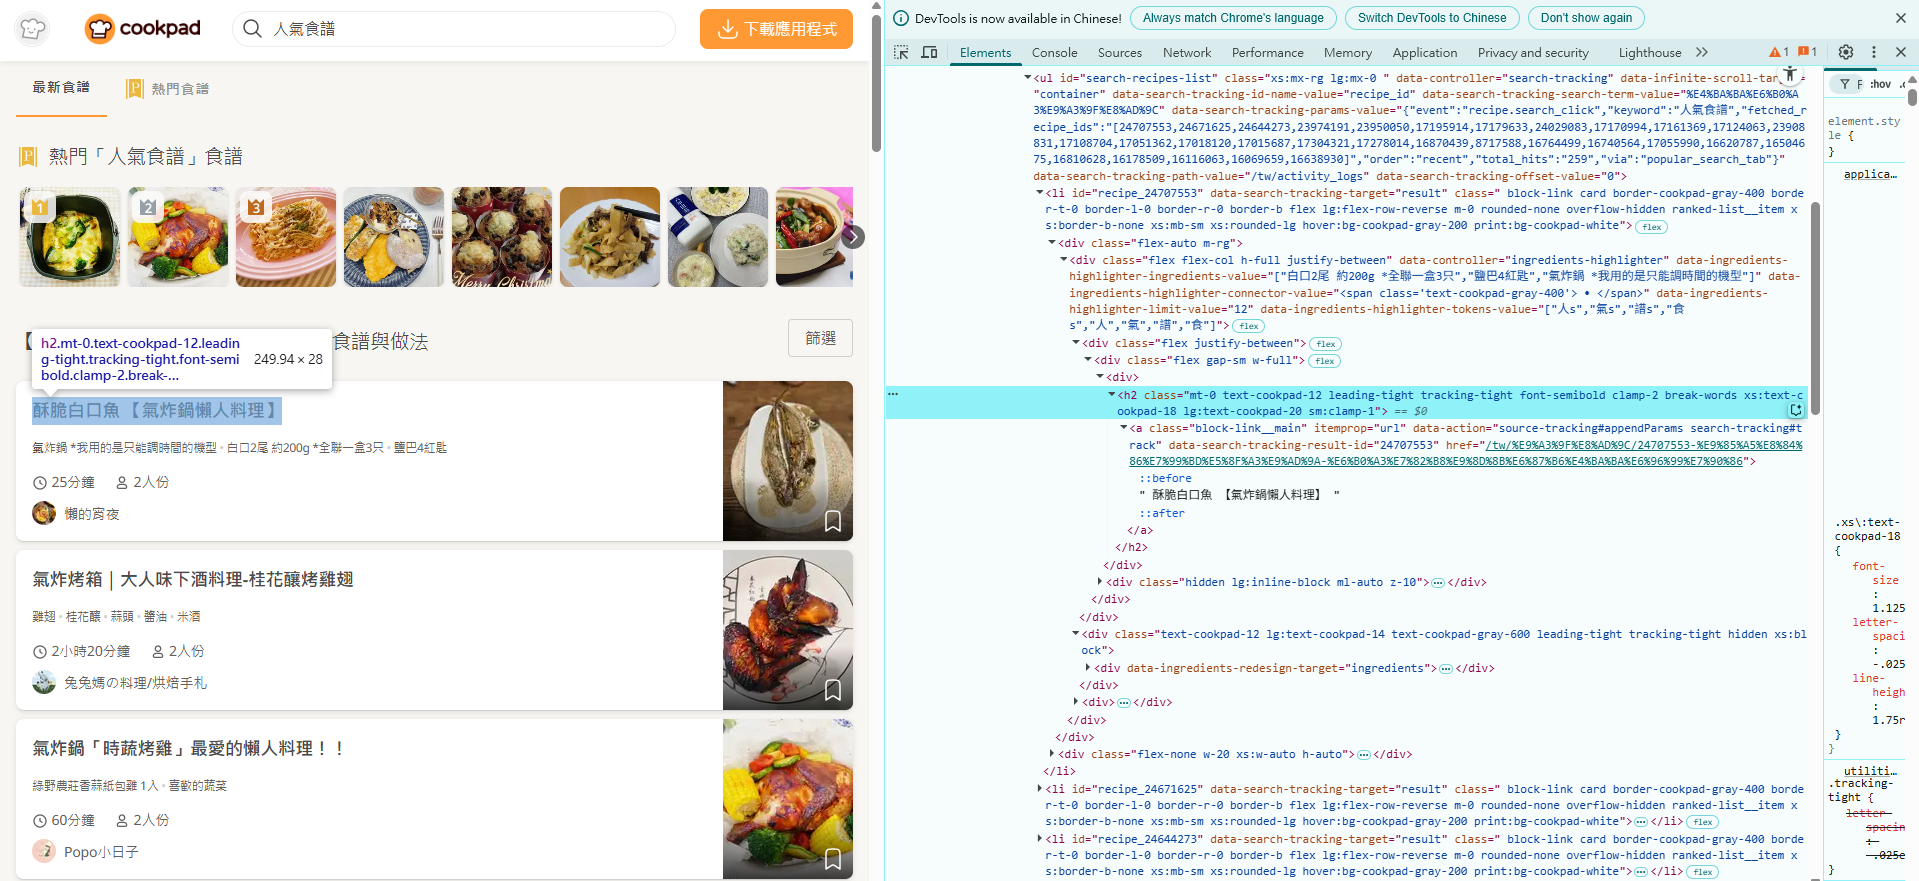 cookpad
人氣食譜
下載應用程式
最新食譜
熱門食譜
熱門「人氣食譜」食譜
1
2
3
Merry Christmas
【
食譜與做法
篩選
h2.mt-0.text-cookpad-12.leadin
g-tight.tracking-tight.font-semi
bold.clamp-2.break-...
249.94 × 28
酥脆白口魚 【氣炸鍋懶人料理】
氣炸鍋 *我用的是只能調時間的機型 • 白口2尾 約200g *全聯一盒3只 • 鹽巴4紅匙
25分鐘
2人份
懶的宵夜
氣炸烤箱｜大人味下酒料理-桂花釀烤雞翅
雞翅 • 桂花釀 • 蒜頭 • 醬油 • 米酒
2小時20分鐘
2人份
兔兔媽の料理/烘焙手札
氣炸鍋「時蔬烤雞」最愛的懶人料理！！
綠野農莊香蒜紙包雞 1入 • 喜歡的蔬菜
60分鐘
2人份
Popo小日子
DevTools is now available in Chinese!
Always match Chrome's language
Switch DevTools to Chinese
Don't show again
Elements
Console
Sources
Network
Performance
Memory
Application
Privacy and security
Lighthouse
1
1
<ul id="search-recipes-list" class="xs:mx-rg lg:mx-0 " data-controller="search-tracking" data-infinite-scroll-tar
"container" data-search-tracking-id-name-value="recipe_id" data-search-tracking-search-term-value="%E4%BA%BA%E6%B0%A
3%E9%A3%9F%E8%AD%9C" data-search-tracking-params-value="{"event":"recipe.search_click","keyword":"人氣食譜","fetched_r
ecipe_ids":"[24707553,24671625,24644273,23974191,23950050,17195914,17179633,24029083,17170994,17161369,17124063,23908
831,17108704,17051362,17018120,17015687,17304321,17278014,16870439,8717588,16764499,16740564,17055990,16620787,165046
75,16810628,16178509,16116063,16069659,16638930]","order":"recent","total_hits":"259","via":"popular_search_tab"}"
data-search-tracking-path-value="/tw/activity_logs" data-search-tracking-offset-value="0">
<li id="recipe_24707553" data-search-tracking-target="result" class=" block-link card border-cookpad-gray-400 borde
r-t-0 border-l-0 border-r-0 border-b flex lg:flex-row-reverse m-0 rounded-none overflow-hidden ranked-list__item x
s:border-b-none xs:mb-sm xs:rounded-lg hover:bg-cookpad-gray-200 print:bg-cookpad-white"> flex
<div class="flex-auto m-rg">
<div class="flex flex-col h-full justify-between" data-controller="ingredients-highlighter" data-ingredients-
highlighter-ingredients-value="["白口2尾 約200g *全聯一盒3只","鹽巴4紅匙","氣炸鍋 *我用的是只能調時間的機型"]" data-
ingredients-highlighter-connector-value="<span class='text-cookpad-gray-400'> • </span>" data-ingredients-
highlighter-limit-value="12" data-ingredients-highlighter-tokens-value="["人s","氣s","譜s","食
s","人","氣","譜","食"]"> flex
<div class="flex justify-between"> flex
<div class="flex gap-sm w-full"> flex
<div>
<h2 class="mt-0 text-cookpad-12 leading-tight tracking-tight font-semibold clamp-2 break-words xs:text-c
ookpad-18 lg:text-cookpad-20 sm:clamp-1"> == $0
<a class="block-link__main" itemprop="url" data-action="source-tracking#appendParams search-tracking#t
rack" data-search-tracking-result-id="24707553" href="/tw/%E9%A3%9F%E8%AD%9C/24707553-%E9%85%A5%E8%84%
86%E7%99%BD%E5%8F%A3%E9%AD%9A-%E6%B0%A3%E7%82%B8%E9%8D%8B%E6%87%B6%E4%BA%BA%E6%96%99%E7%90%86">
::before
" 酥脆白口魚 【氣炸鍋懶人料理】 "
::after
</a>
</h2>
</div>
<div class="hidden lg:inline-block ml-auto z-10">…</div>
</div>
</div>
<div class="text-cookpad-12 lg:text-cookpad-14 text-cookpad-gray-600 leading-tight tracking-tight hidden xs:bl
ock">
<div data-ingredients-redesign-target="ingredients">…</div>
</div>
<div>…</div>
</div>
</div>
<div class="flex-none w-20 xs:w-auto h-auto">…</div>
</li>
<li id="recipe_24671625" data-search-tracking-target="result" class=" block-link card border-cookpad-gray-400 borde
r-t-0 border-l-0 border-r-0 border-b flex lg:flex-row-reverse m-0 rounded-none overflow-hidden ranked-list__item x
s:border-b-none xs:mb-sm xs:rounded-lg hover:bg-cookpad-gray-200 print:bg-cookpad-white">…</li> flex
<li id="recipe_24644273" data-search-tracking-target="result" class=" block-link card border-cookpad-gray-400 borde
r-t-0 border-l-0 border-r-0 border-b flex lg:flex-row-reverse m-0 rounded-none overflow-hidden ranked-list__item x
s:border-b-none xs:mb-sm xs:rounded-lg hover:bg-cookpad-gray-200 print:bg-cookpad-white">…</li> flex
F
:hov
element.sty
le {
}
applica…
.xs\:text-
cookpad-18
{
font-
size
:
1.125
letter-
spaci
:
-.025
line-
heigh
:
1.75r
}
}
utiliti…
.tracking-
tight {
letter-
spacin
:
-.025e
}